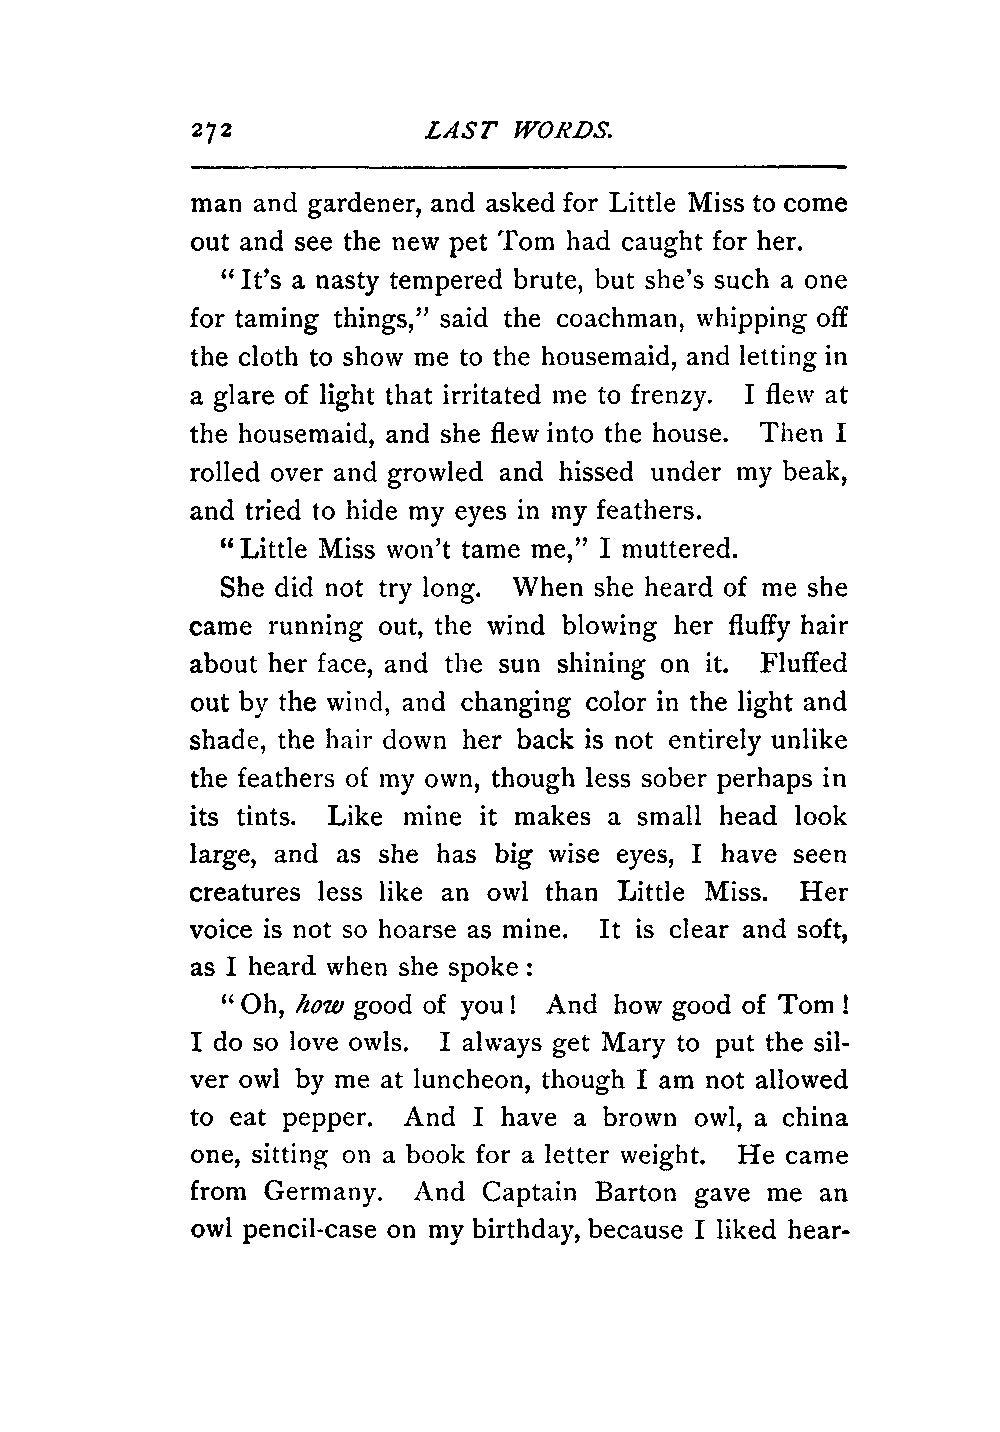 272 LAST WORDS.
man and gardener, and asked for Little Miss to come
out and see the new pet Tom had caught for her.
“It's a nasty tempered brute, but she's such a one
for taming things,” said the coachman, whipping off
the cloth to show me to the housemaid, and letting in
a glare of light that irritated me to frenzy. I flew at
the housemaid, and she flew into the house. Then I
rolled over and growled and hissed under my beak,
and tried to hide my eyes in my feathers.
“Little Miss won't tame me,” I muttered.
She did not try long. When she heard of me she
came running out, the wind blowing her fluffy hair
about her face, and the sun shining on it. Fluffed
out by the wind, and changing color in the light and
shade, the hair down her back is not entirely unlike
the feathers of my own, though less sober perhaps in
its tints. Like mine it makes a small head look
large, and as she has big wise eyes, I have seen
creatures less like an owl than Little Miss. Her
voice is not so hoarse as mine. It is clear and soft,
as I heard when she spoke:
“Oh, how good of you! And how good of Tom!
I do so love owls. I always get Mary to put the sil-
ver owl by me at luncheon, though I am not allowed
to eat pepper. And I have a brown owl, a china
one, sitting on a book for a letter weight. He came
from Germany. And Captain Barton gave me an
owl pencil-case on my birthday, because I liked hear-